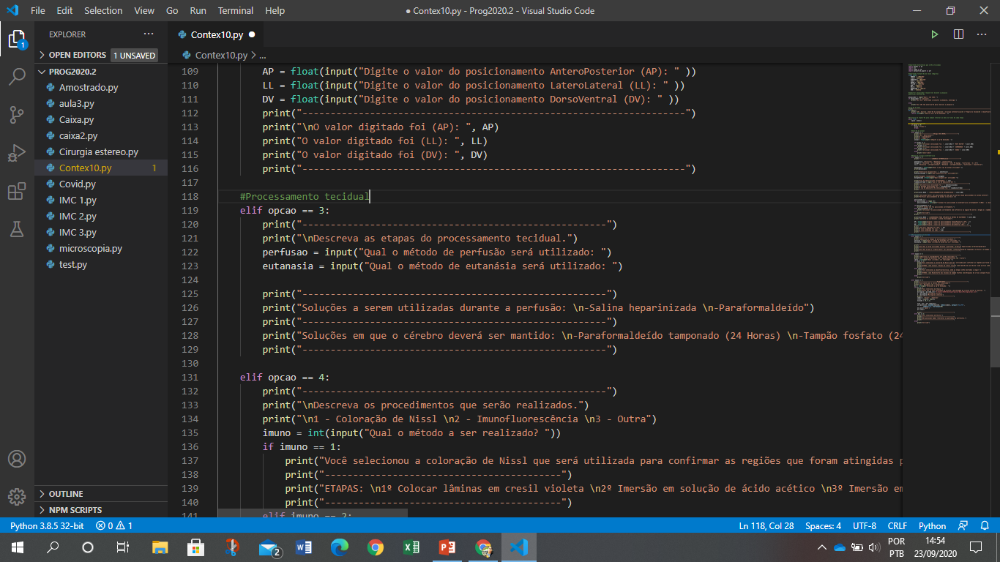 File Edit Selection View Go Run Terminal Help
● Contex10.py - Prog2020.2 - Visual Studio Code
EXPLORER
OPEN EDITORS 1 UNSAVED
PROG2020.2
Amostrado.py
aula3.py
Caixa.py
caixa2.py
Cirurgia estereo.py
Contex10.py 1
Covid.py
IMC 1.py
IMC 2.py
IMC 3.py
microscopia.py
test.py
OUTLINE
NPM SCRIPTS
1
Contex10.py ●
Contex10.py > ...
109 AP = float(input("Digite o valor do posicionamento AnteroPosterior (AP): " ))
110 LL = float(input("Digite o valor do posicionamento LateroLateral (LL): " ))
111 DV = float(input("Digite o valor do posicionamento DorsoVentral (DV): " ))
112 print("--------------------------------------------------------------------")
113 print("\nO valor digitado foi (AP): ", AP)
114 print("O valor digitado foi (LL): ", LL)
115 print("O valor digitado foi (DV): ", DV)
116 print("--------------------------------------------------------------------")
117
118 #Processamento tecidual
119 elif opcao == 3:
120 print("------------------------------------------------------")
121 print("\nDescreva as etapas do processamento tecidual.")
122 perfusao = input("Qual o método de perfusão será utilizado: ")
123 eutanasia = input("Qual o método de eutanásia será utilizado: ")
124
125 print("------------------------------------------------------")
126 print("Soluções a serem utilizadas durante a perfusão: \n-Salina heparinizada \n-Paraformaldeído")
127 print("------------------------------------------------------")
128 print("Soluções em que o cérebro deverá ser mantido: \n-Paraformaldeído tamponado (24 Horas) \n-Tampão fosfato (24
129 print("------------------------------------------------------")
130
131 elif opcao == 4:
132 print("------------------------------------------------------")
133 print("\nDescreva os procedimentos que serão realizados.")
134 print("\n1 - Coloração de Nissl \n2 - Imunofluorescência \n3 - Outra")
135 imuno = int(input("Qual o método a ser realizado? "))
136 if imuno == 1:
137 print("Você selecionou a coloração de Nissl que será utilizada para confirmar as regiões que foram atingidas p
138 print("------------------------------------------")
139 print("ETAPAS: \n1º Colocar lâminas em cresil violeta \n2º Imersão em solução de ácido acético \n3º Imersão em
140 print("------------------------------------------")
141 elif imuno == 2:
Python 3.8.5 32-bit 0 1
Ln 118, Col 28 Spaces: 4 UTF-8 CRLF Python
2
POR
PTB
14:54
23/09/2020